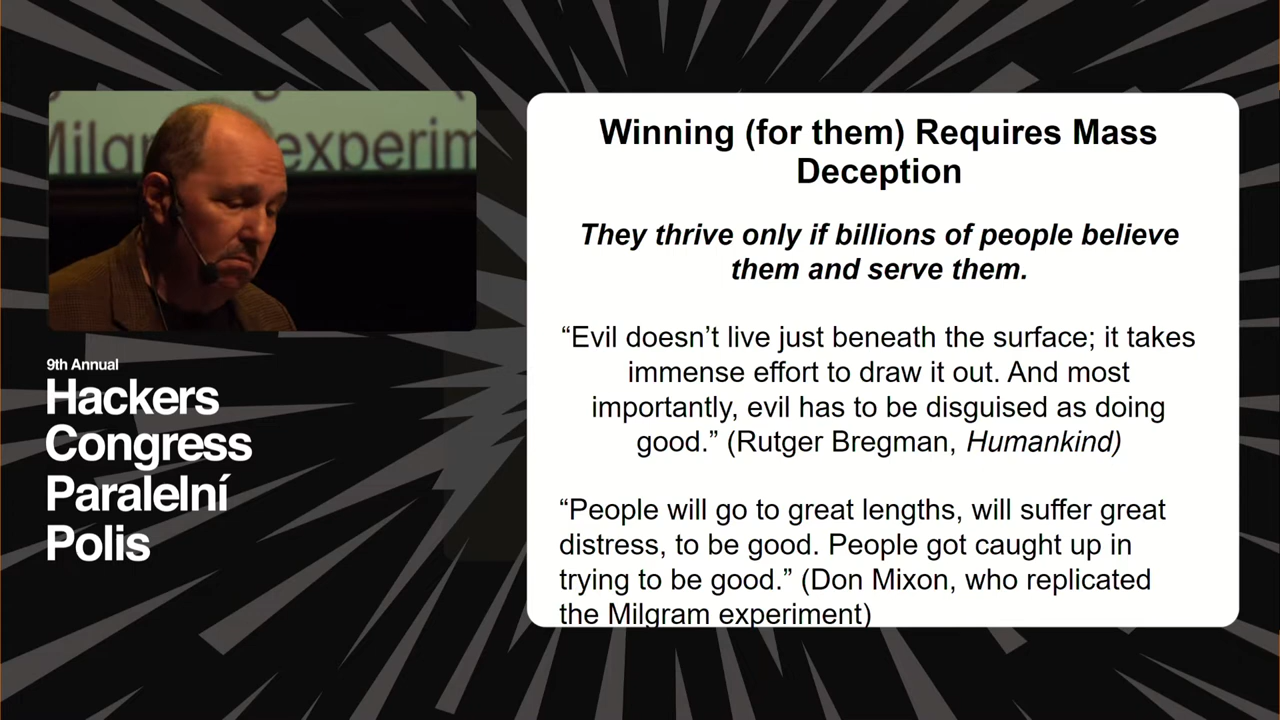 Milgram experim
9th Annual
Hackers
Congress
Paralelní
Polis
Winning (for them) Requires Mass
Deception
They thrive only if billions of people believe
them and serve them.
“Evil doesn’t live just beneath the surface; it takes
immense effort to draw it out. And most
importantly, evil has to be disguised as doing
good.” (Rutger Bregman, Humankind)
“People will go to great lengths, will suffer great
distress, to be good. People got caught up in
trying to be good.” (Don Mixon, who replicated
the Milgram experiment)